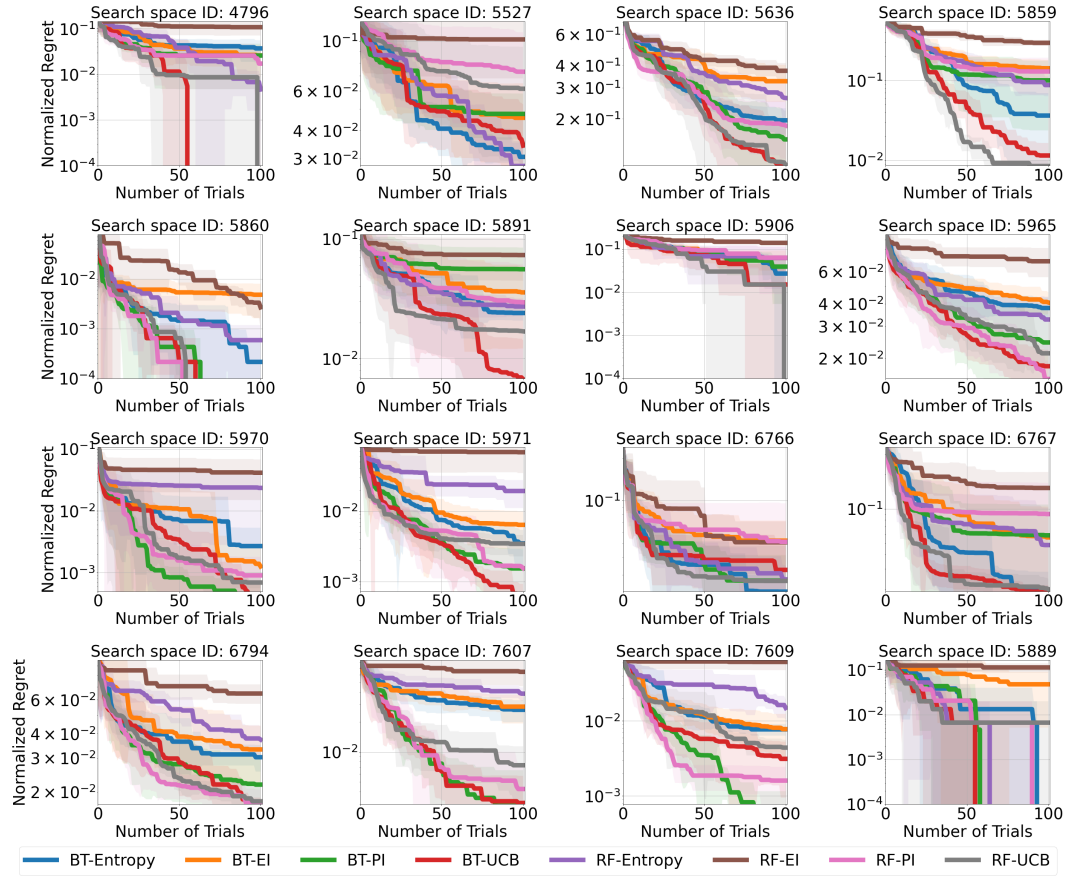 Search space ID: 4796
Search space ID: 5527
Search space ID: 5636
Search space ID: 5859
Normalized Regret
10⁻¹
10⁻²
10⁻³
10⁻⁴
0 50 100
Number of Trials
10⁻¹
6 × 10⁻²
4 × 10⁻²
3 × 10⁻²
0 50 100
Number of Trials
6 × 10⁻¹
4 × 10⁻¹
3 × 10⁻¹
2 × 10⁻¹
0 50 100
Number of Trials
10⁻¹
10⁻²
0 50 100
Number of Trials
Search space ID: 5860
Search space ID: 5891
Search space ID: 5906
Search space ID: 5965
Normalized Regret
10⁻²
10⁻³
10⁻⁴
0 50 100
Number of Trials
10⁻¹
10⁻²
0 50 100
Number of Trials
10⁻¹
10⁻²
10⁻³
10⁻⁴
0 50 100
Number of Trials
6 × 10⁻²
4 × 10⁻²
3 × 10⁻²
2 × 10⁻²
0 50 100
Number of Trials
Search space ID: 5970
Search space ID: 5971
Search space ID: 6766
Search space ID: 6767
Normalized Regret
10⁻¹
10⁻²
10⁻³
0 50 100
Number of Trials
10⁻²
10⁻³
0 50 100
Number of Trials
10⁻¹
0 50 100
Number of Trials
10⁻¹
0 50 100
Number of Trials
Search space ID: 6794
Search space ID: 7607
Search space ID: 7609
Search space ID: 5889
Normalized Regret
6 × 10⁻²
4 × 10⁻²
3 × 10⁻²
2 × 10⁻²
0 50 100
Number of Trials
10⁻²
0 50 100
Number of Trials
10⁻²
10⁻³
0 50 100
Number of Trials
10⁻¹
10⁻²
10⁻³
10⁻⁴
0 50 100
Number of Trials
BT-Entropy BT-EI BT-PI BT-UCB RF-Entropy RF-EI RF-PI RF-UCB